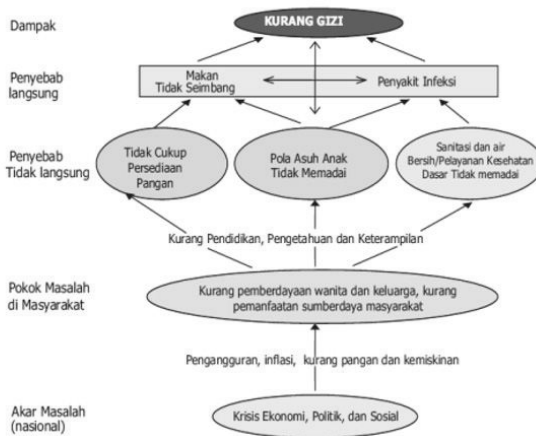 Dampak
KURANG GIZI
Penyebab
langsung
Makan
Tidak Seimbang
Penyakit Infeksi
Penyebab
Tidak langsung
Tidak Cukup
Persediaan
Pangan
Pola Asuh Anak
Tidak Memadai
Sanitasi dan air
Bersih/Pelayanan Kesehatan
Dasar Tidak memadai
Kurang Pendidikan, Pengetahuan dan Keterampilan
Pokok Masalah
di Masyarakat
Kurang pemberdayaan wanita dan keluarga, kurang
pemanfaatan sumberdaya masyarakat
Pengangguran, inflasi, kurang pangan dan kemiskinan
Akar Masalah
(nasional)
Krisis Ekonomi, Politik, dan Sosial